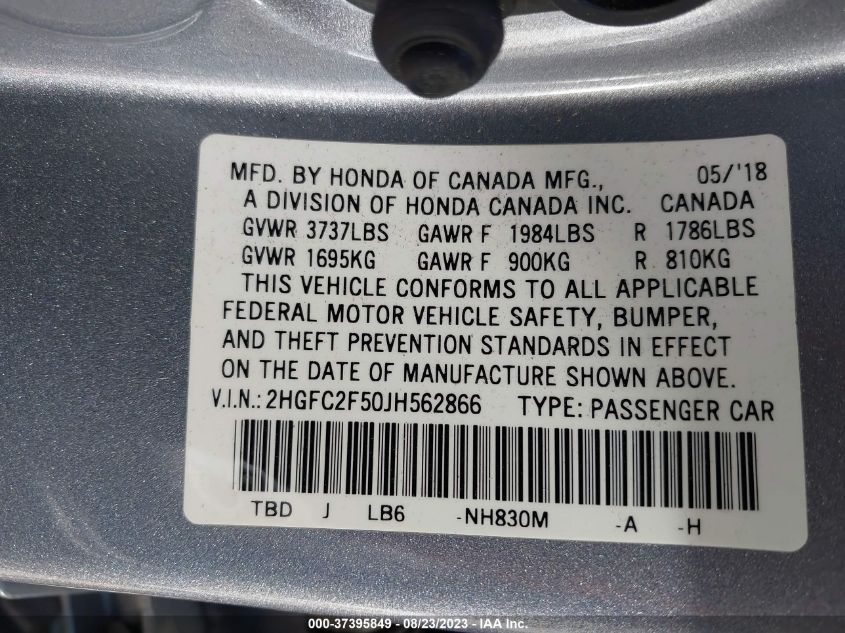 MFD. BY HONDA OF CANADA MFG., 05/'18
A DIVISION OF HONDA CANADA INC. CANADA
GVWR 3737LBS GAWR F 1984LBS R 1786LBS
GVWR 1695KG GAWR F 900KG R 810KG
THIS VEHICLE CONFORMS TO ALL APPLICABLE
FEDERAL MOTOR VEHICLE SAFETY, BUMPER,
AND THEFT PREVENTION STANDARDS IN EFFECT
ON THE DATE OF MANUFACTURE SHOWN ABOVE.
V.I.N.: 2HGFC2F50JH562866 TYPE: PASSENGER CAR
TBD J LB6 -NH830M -A -H
000-37395849 - 08/23/2023 - IAA Inc.